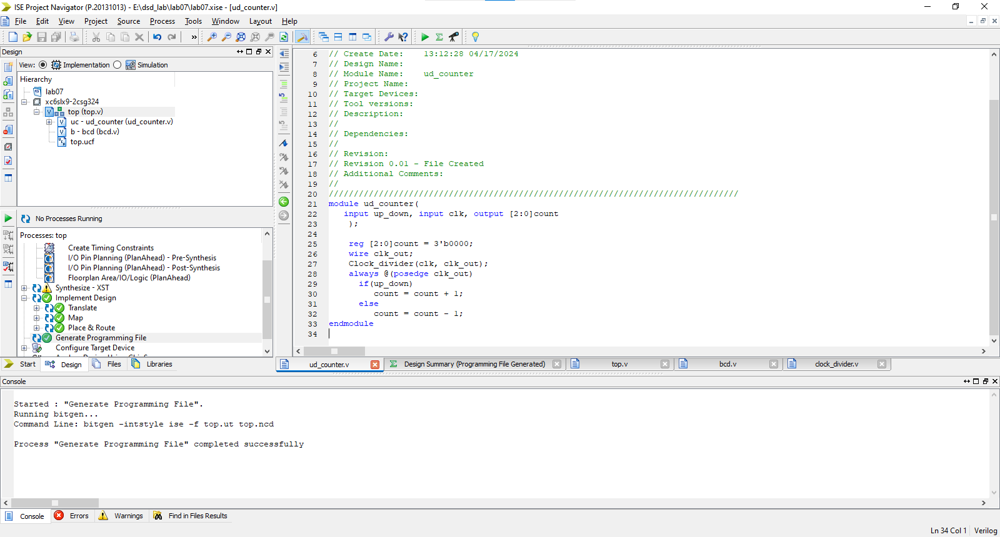 ISE Project Navigator (P.20131013) - E:\dsd_lab\lab07\lab07.xise - [ud_counter.v]
File Edit View Project Source Process Tools Window Layout Help
Design
View: Implementation Simulation
Hierarchy
lab07
xc6slx9-2csg324
top (top.v)
uc - ud_counter (ud_counter.v)
b - bcd (bcd.v)
top.ucf
No Processes Running
Processes: top
Create Timing Constraints
I/O Pin Planning (PlanAhead) - Pre-Synthesis
I/O Pin Planning (PlanAhead) - Post-Synthesis
Floorplan Area/IO/Logic (PlanAhead)
Synthesize - XST
Implement Design
Translate
Map
Place & Route
Generate Programming File
Configure Target Device
Start Design Files Libraries
6 // Create Date: 13:12:28 04/17/2024
7 // Design Name:
8 // Module Name: ud_counter
9 // Project Name:
10 // Target Devices:
11 // Tool versions:
12 // Description:
13 //
14 // Dependencies:
15 //
16 // Revision:
17 // Revision 0.01 - File Created
18 // Additional Comments:
19 //
20 //////////////////////////////////////////////////////////////////////////////////
21 module ud_counter(
22 input up_down, input clk, output [2:0]count
23 );
24
25 reg [2:0]count = 3'b0000;
26 wire clk_out;
27 Clock_divider(clk, clk_out);
28 always @(posedge clk_out)
29 if(up_down)
30 count = count + 1;
31 else
32 count = count - 1;
33 endmodule
34
ud_counter.v Design Summary (Programming File Generated) top.v bcd.v clock_divider.v
Console
Started : "Generate Programming File".
Running bitgen...
Command Line: bitgen -intstyle ise -f top.ut top.ncd
Process "Generate Programming File" completed successfully
Console Errors Warnings Find in Files Results
Ln 34 Col 1 Verilog